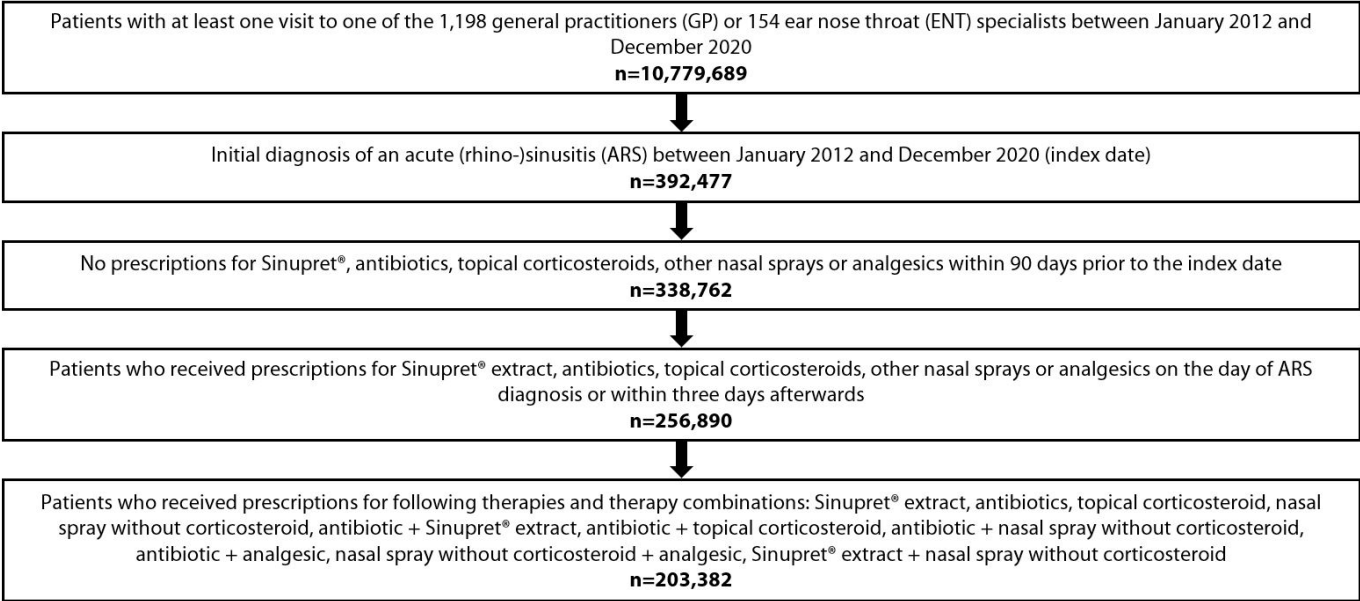 Patients with at least one visit to one of the 1,198 general practitioners (GP) or 154 ear nose throat (ENT) specialists between January 2012 and
December 2020
n=10,779,689
Initial diagnosis of an acute (rhino-)sinusitis (ARS) between January 2012 and December 2020 (index date)
n=392,477
No prescriptions for Sinupret®, antibiotics, topical corticosteroids, other nasal sprays or analgesics within 90 days prior to the index date
n=338,762
Patients who received prescriptions for Sinupret® extract, antibiotics, topical corticosteroids, other nasal sprays or analgesics on the day of ARS
diagnosis or within three days afterwards
n=256,890
Patients who received prescriptions for following therapies and therapy combinations: Sinupret® extract, antibiotics, topical corticosteroid, nasal
spray without corticosteroid, antibiotic + Sinupret® extract, antibiotic + topical corticosteroid, antibiotic + nasal spray without corticosteroid,
antibiotic + analgesic, nasal spray without corticosteroid + analgesic, Sinupret® extract + nasal spray without corticosteroid
n=203,382